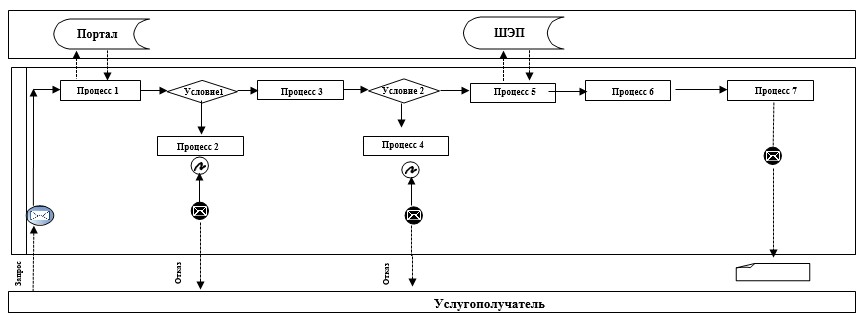 Портал
ШЭП
Процесс 1
Условие1
Процесс 3
Условие 2
Процесс 5
Процесс 6
Процесс 7
Процесс 2
Процесс 4
Запрос
Отказ
Отказ
Услугополучатель